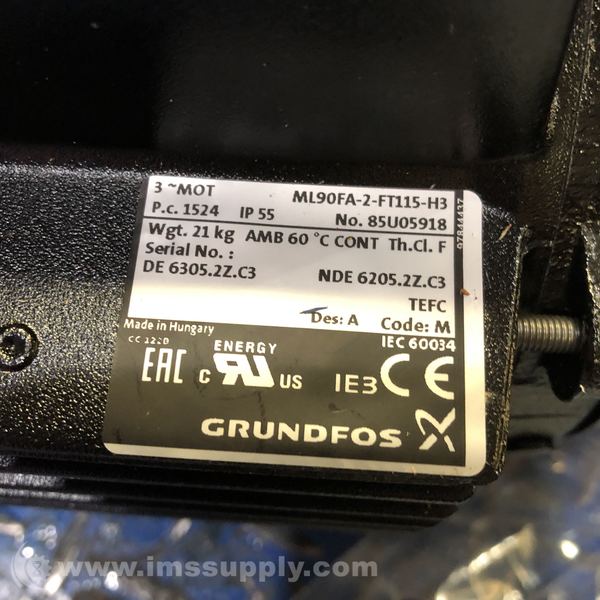 3 ~MOT ML90FA-2-FT115-H3
P.c. 1524 IP 55 No. 85U05918
Wgt. 21 kg AMB 60 °C CONT Th.Cl. F
Serial No. :
DE 6305.2Z.C3 NDE 6205.2Z.C3
TEFC
Des: A Code: M
Made in Hungary IEC 60034
ENERGY
EAC c RU US IE3 CE
GRUNDFOS
97844437
www.imssupply.com